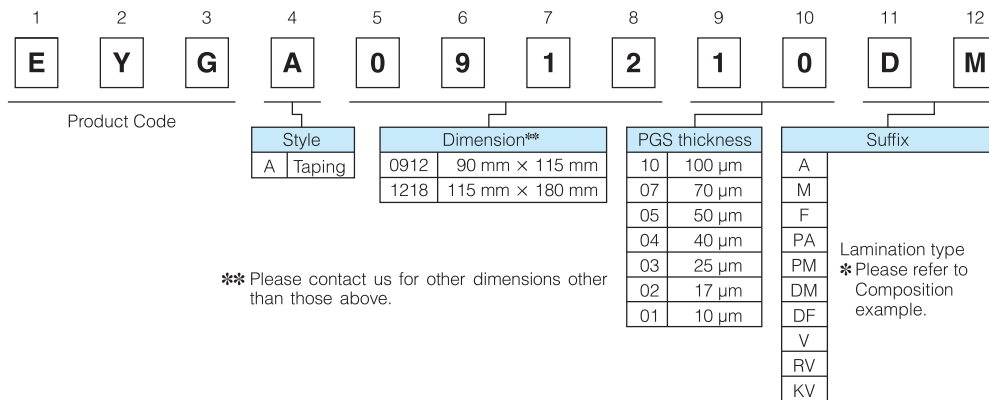 1 2 3 4 5 6 7 8 9 10 11 12
E Y G A 0 9 1 2 1 0 D M
Product Code
Style
A Taping
Dimension**
0912 90 mm × 115 mm
1218 115 mm × 180 mm
PGS thickness
10 100 µm
07 70 µm
05 50 µm
04 40 µm
03 25 µm
02 17 µm
01 10 µm
Suffix
A
M
F
PA
PM
DM
DF
V
RV
KV
Lamination type
* Please refer to
Composition
example.
** Please contact us for other dimensions other
than those above.